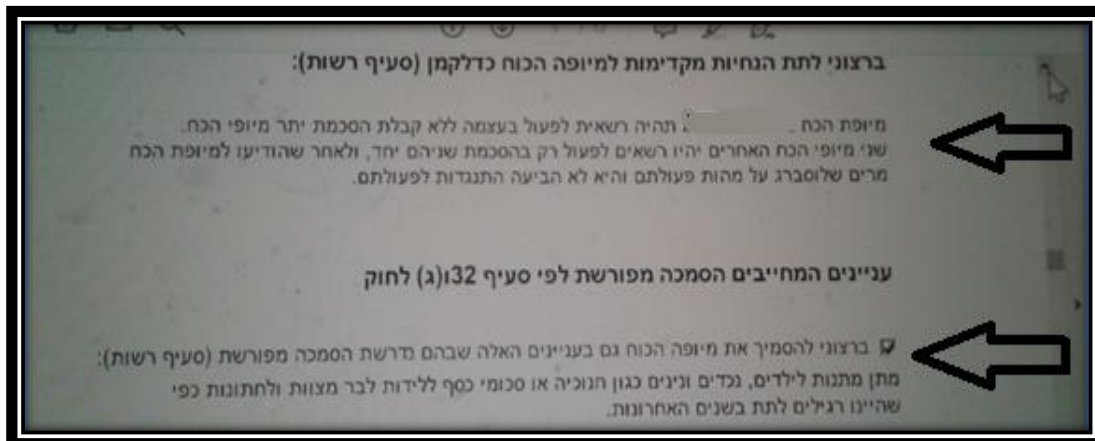 ברצוני לתת הנחיות מקדימות למיופה הכוח כדלקמן (סעיף רשות):
מיופת הכח תהיה רשאית לפעול בעצמה ללא קבלת הסכמת יתר מיופי הכח.
שני מיופי הכח האחרים יהיו רשאים לפעול רק בהסכמת שניהם יחד, ולאחר שהודיעו למיופת הכח
מרים שלוסברג על מהות פעולתם והיא לא הביעה התנגדות לפעולתם.
עניינים המחייבים הסמכה מפורשת לפי סעיף 32ו(ג) לחוק
ברצוני להסמיך את מיופה הכוח גם בעניינים האלה שבהם נדרשת הסמכה מפורשת (סעיף רשות):
מתן מתנות לילדים, נכדים ונינים כגון חנוכיה או סכומי כסף ללידות לבר מצוות ולחתונות כפי
שהיינו רגילים לתת בשנים האחרונות.